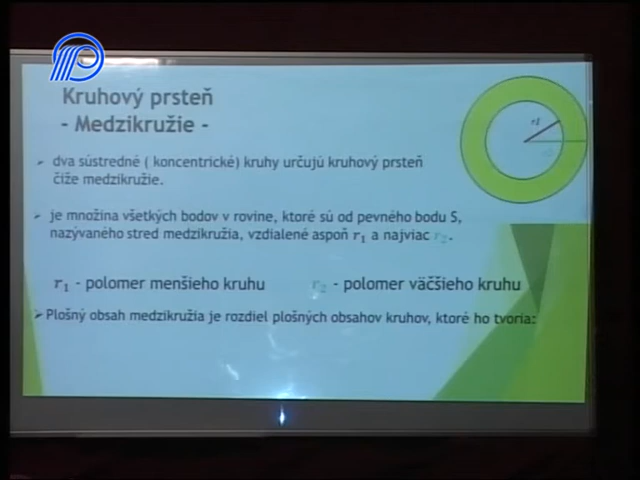 Kruhový prsteň
- Medzikružie -
r1
➢ dva sústredné ( koncentrické) kruhy určujú kruhový prsteň
čiže medzikružie.
➢ je množina všetkých bodov v rovine, ktoré sú od pevného bodu S,
nazývaného stred medzikružia, vzdialené aspoň r₁ a najviac r₂.
r₁ - polomer menšieho kruhu r₂ - polomer väčšieho kruhu
➢Plošný obsah medzikružia je rozdiel plošných obsahov kruhov, ktoré ho tvoria: